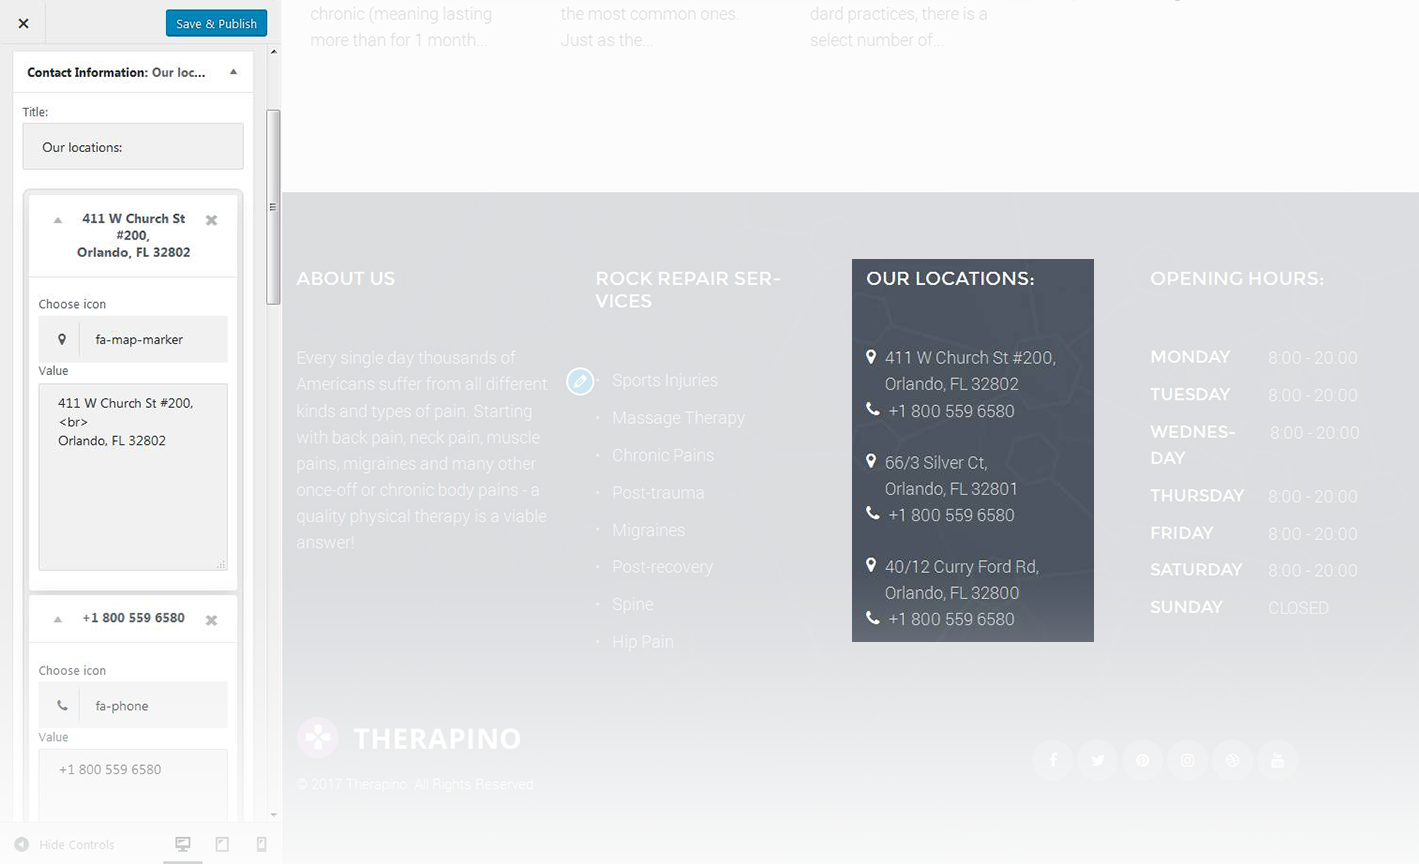 Save & Publish
Contact Information: Our loc...
Title:
Our locations:
411 W Church St
#200,
Orlando, FL 32802
Choose icon
fa-map-marker
Value
411 W Church St #200,
<br>
Orlando, FL 32802
+1 800 559 6580
Choose icon
fa-phone
Value
+1 800 559 6580
Hide Controls
chronic (meaning lasting
more than for 1 month...
the most common ones.
Just as the...
dard practices, there is a
select number of...
ABOUT US
Every single day thousands of
Americans suffer from all different
kinds and types of pain. Starting
with back pain, neck pain, muscle
pains, migraines and many other
once-off or chronic body pains - a
quality physical therapy is a viable
answer!
ROCK REPAIR SER-
VICES
Sports Injuries
Massage Therapy
Chronic Pains
Post-trauma
Migraines
Post-recovery
Spine
Hip Pain
OUR LOCATIONS:
411 W Church St #200,
Orlando, FL 32802
+1 800 559 6580
66/3 Silver Ct,
Orlando, FL 32801
+1 800 559 6580
40/12 Curry Ford Rd,
Orlando, FL 32800
+1 800 559 6580
OPENING HOURS:
MONDAY 8:00 - 20:00
TUESDAY 8:00 - 20:00
WEDNES- 8:00 - 20:00
DAY
THURSDAY 8:00 - 20:00
FRIDAY 8:00 - 20:00
SATURDAY 8:00 - 20:00
SUNDAY CLOSED
THERAPINO
© 2017 Therapino. All Rights Reserved